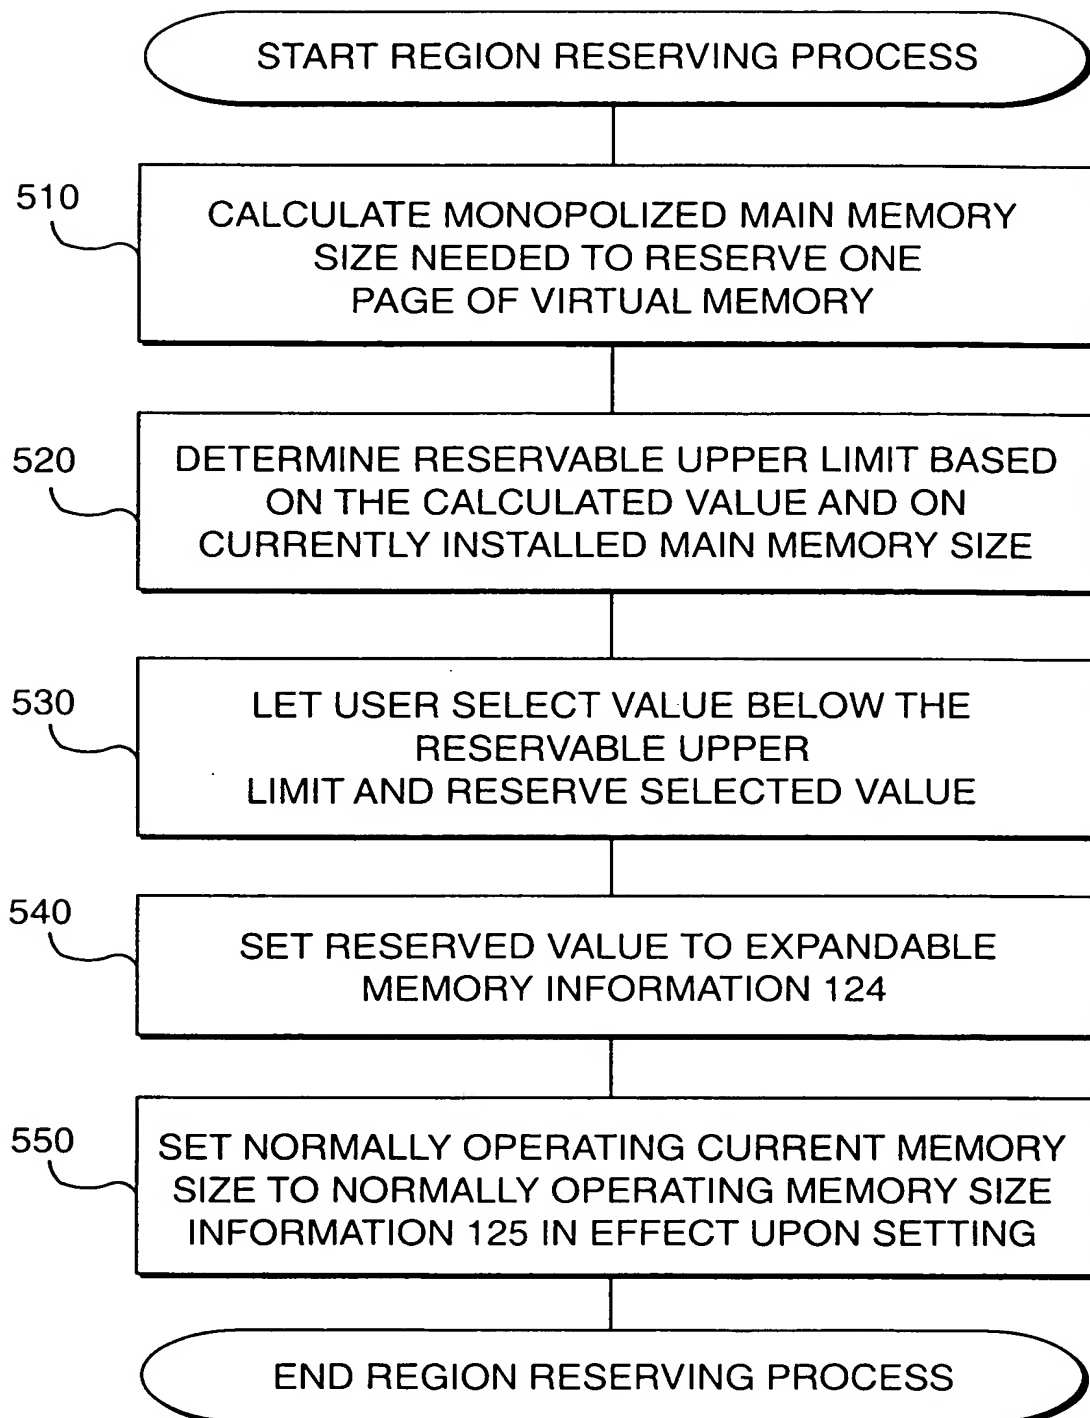 START REGION RESERVING PROCESS
510
CALCULATE MONOPOLIZED MAIN MEMORY
SIZE NEEDED TO RESERVE ONE
PAGE OF VIRTUAL MEMORY
520
DETERMINE RESERVABLE UPPER LIMIT BASED
ON THE CALCULATED VALUE AND ON
CURRENTLY INSTALLED MAIN MEMORY SIZE
530
LET USER SELECT VALUE BELOW THE
RESERVABLE UPPER
LIMIT AND RESERVE SELECTED VALUE
540
SET RESERVED VALUE TO EXPANDABLE
MEMORY INFORMATION 124
550
SET NORMALLY OPERATING CURRENT MEMORY
SIZE TO NORMALLY OPERATING MEMORY SIZE
INFORMATION 125 IN EFFECT UPON SETTING
END REGION RESERVING PROCESS